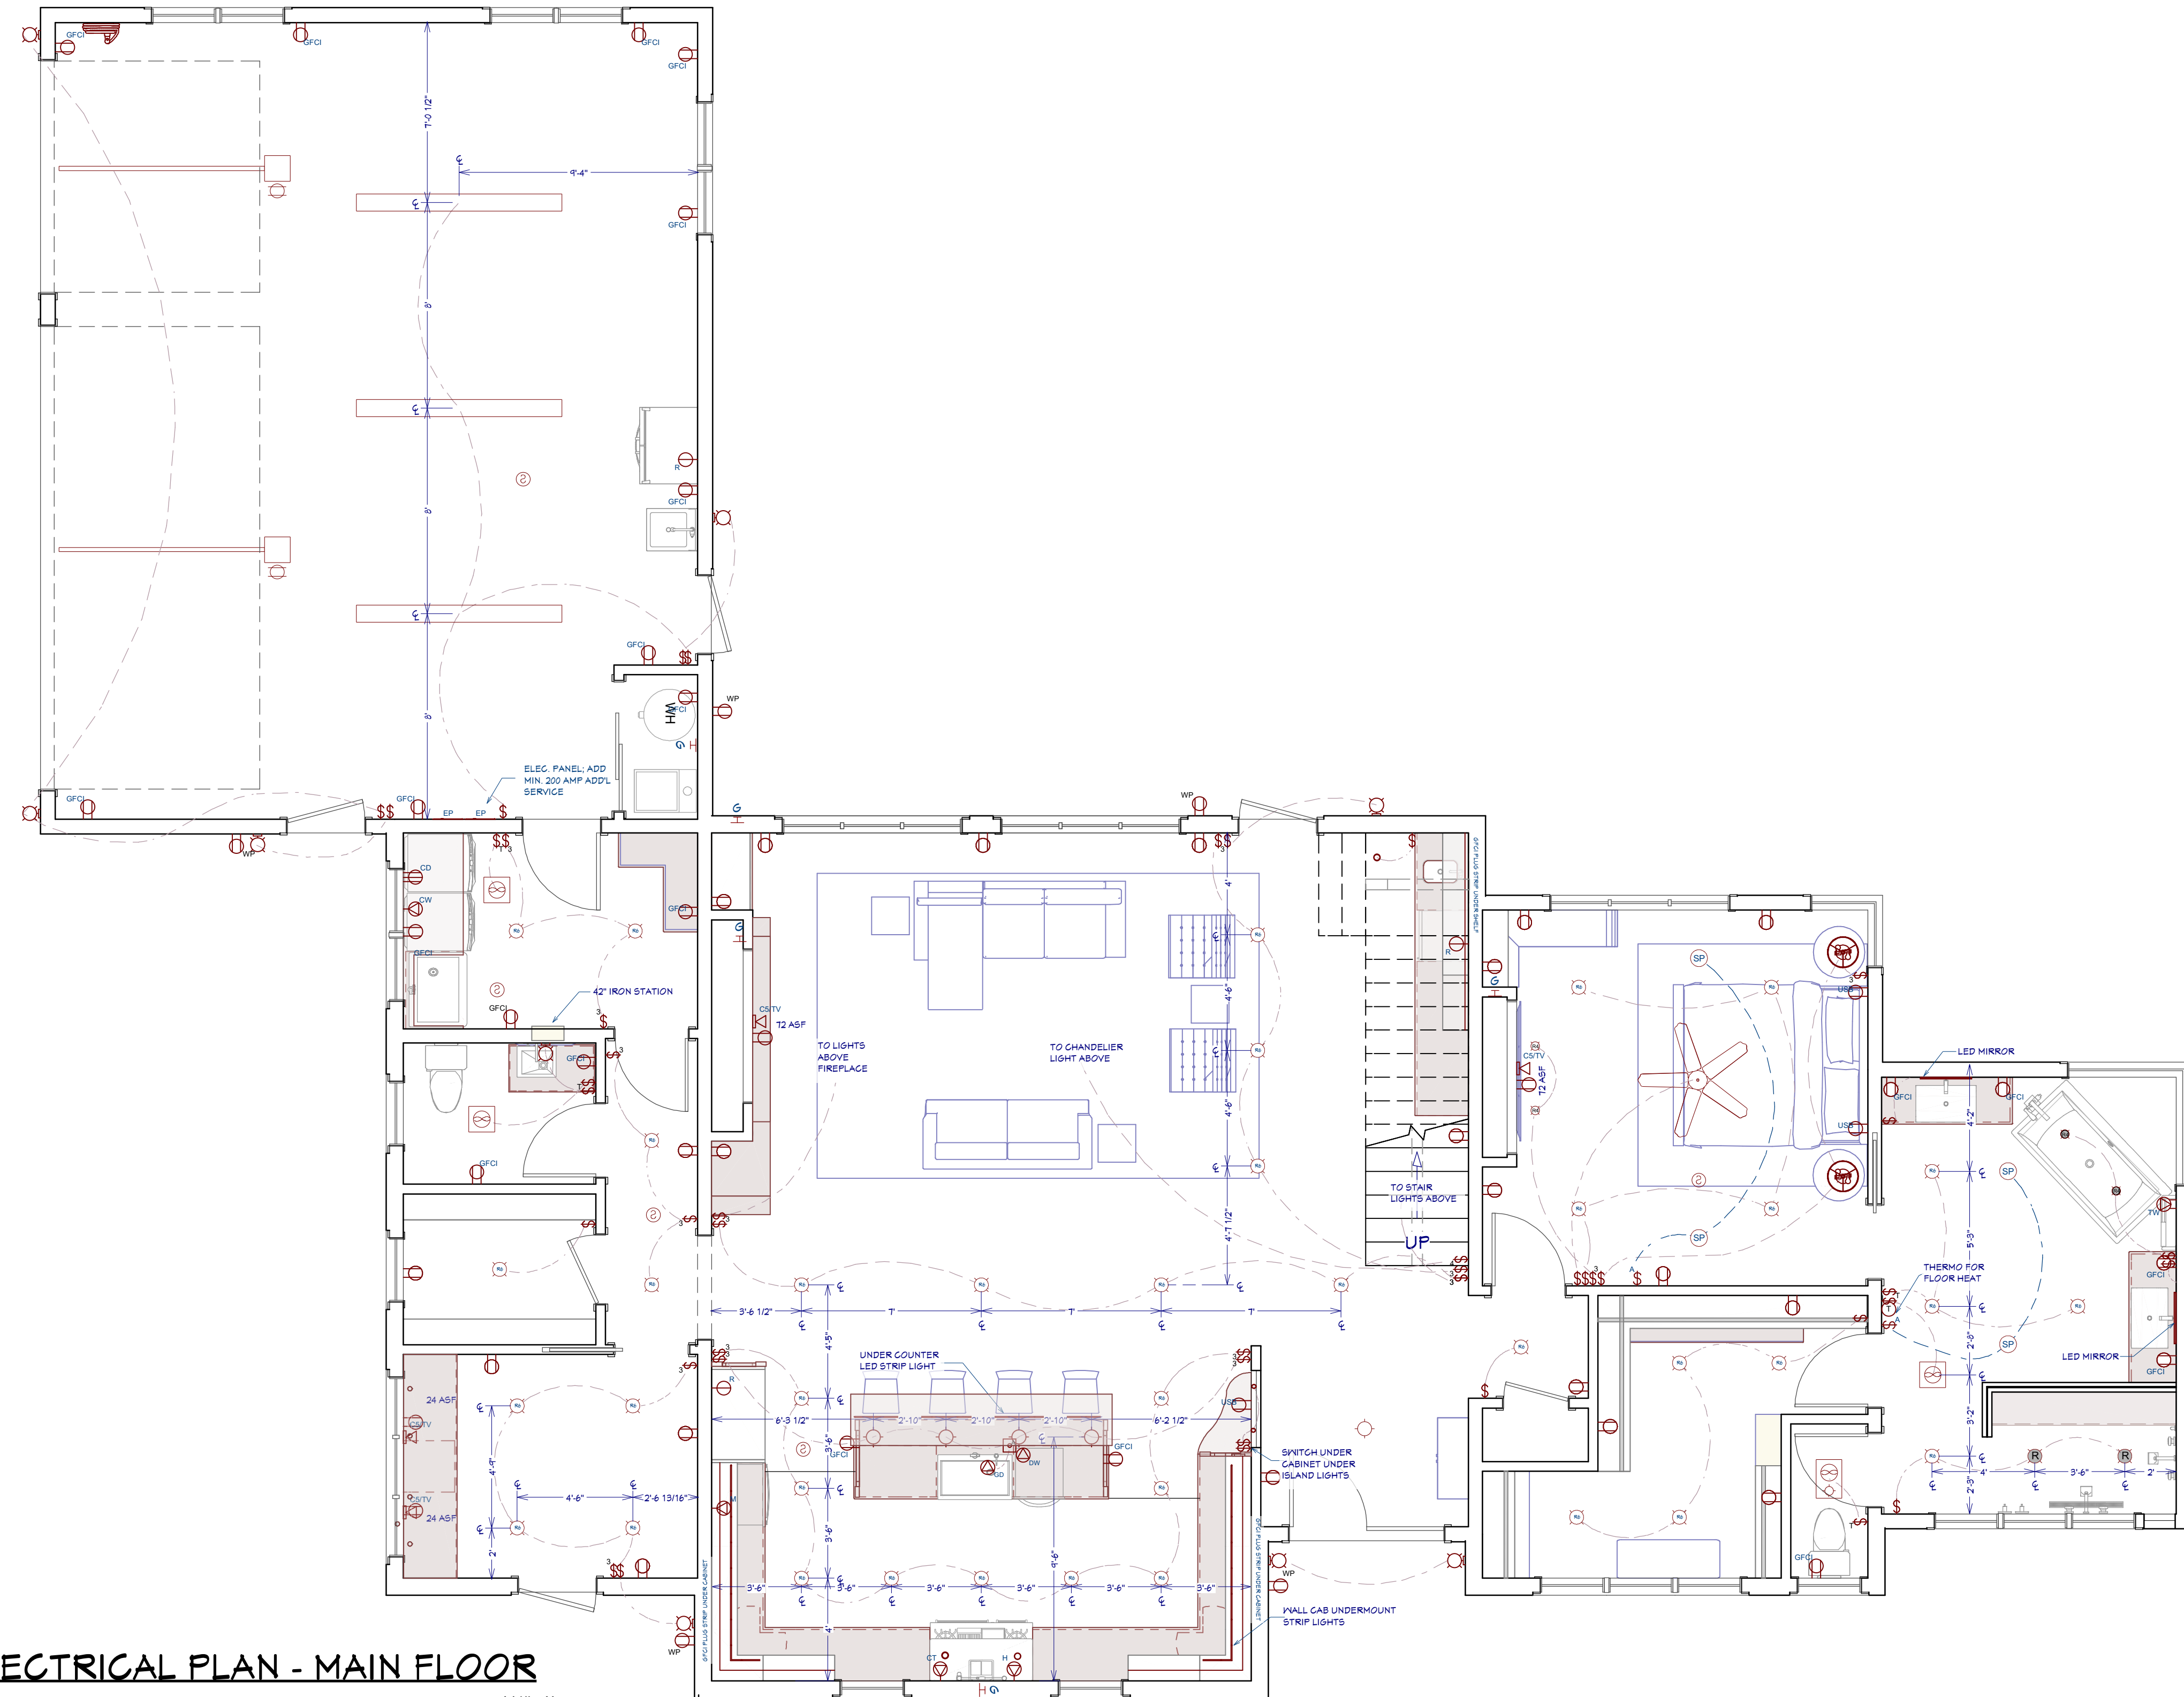 GFCI
GFCI
GFCI
GFCI
7'-0 1/2"
9'-4"
GFCI
8'
8'
R
GFCI
GFCI
8'
WH
GFCI
G
WP
ELEC. PANEL; ADD
MIN. 200 AMP ADD'L
SERVICE
GFCI
GFCI
EP
EP
WP
3
CD
CW
GFCI
GFCI
GFCI
42" IRON STATION
3
GFCI
T
3
GFCI
3
G
G
C5/TV
72 ASF
TO LIGHTS
ABOVE
FIREPLACE
TO CHANDELIER
LIGHT ABOVE
WP
3
4'
4'-6"
4'-6"
4'-7 1/2"
GFCI PLUG STRIP UNDER SHELF
R
TO STAIR
LIGHTS ABOVE
UP
G
C5/TV
72 ASF
SP
SP
3
USB
USB
3
A
LED MIRROR
GFCI
GFCI
4'-2"
SP
SP
5'-3"
TW
THERMO FOR
FLOOR HEAT
T
A
GFCI
2'-8"
LED MIRROR
GFCI
3'-2"
R
R
4'
3'-6"
2'
2'-3"
T
GFCI
3'-6 1/2"
7'
7'
7'
4'-5"
UNDER COUNTER
LED STRIP LIGHT
R
6'-3 1/2"
2'-10"
2'-10"
2'-10"
6'-2 1/2"
USB
3'-6"
GFCI
GD
DW
GFCI
SWITCH UNDER
CABINET UNDER
ISLAND LIGHTS
M
3'-6"
9'-6"
3'-6"
3'-6"
3'-6"
3'-6"
3'-6"
3'-6"
4'
GFCI PLUG STRIP UNDER CABINET
GFCI PLUG STRIP UNDER CABINET
WP
WALL CAB UNDERMOUNT
STRIP LIGHTS
CT
H
G
24 ASF
C5/TV
C5/TV
24 ASF
4'-9"
4'-6"
2'-6 13/16"
2'
3
3
WP
ECTRICAL PLAN - MAIN FLOOR